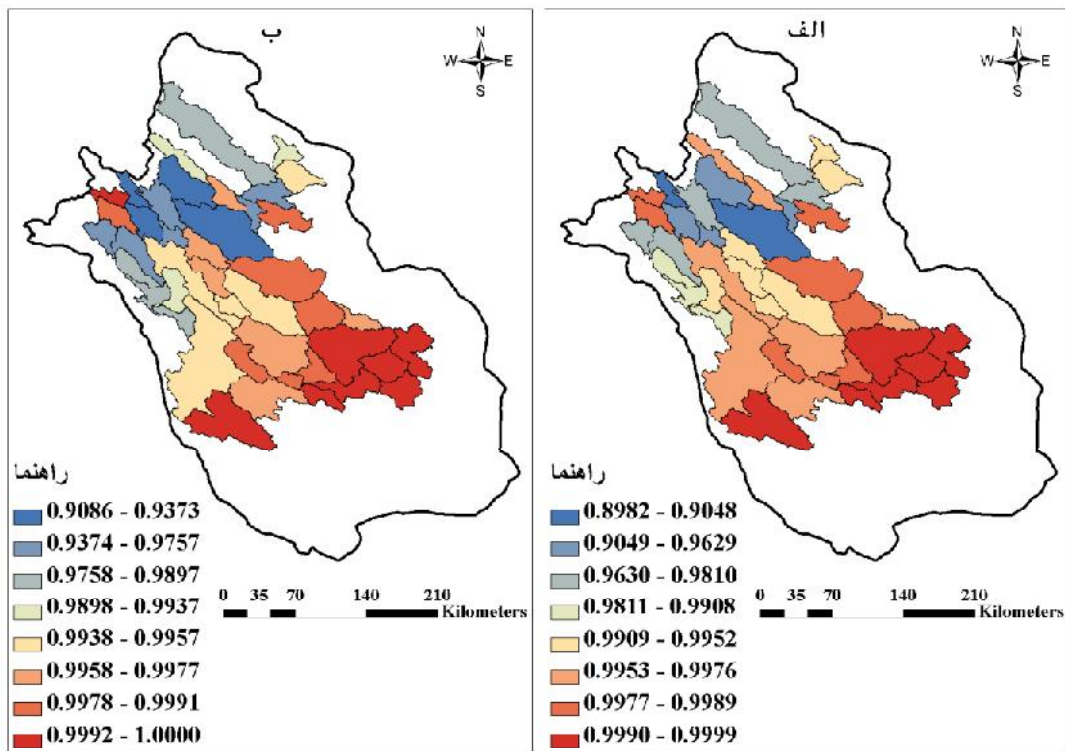 الف
N
W E
S
راهنما
0.8982 - 0.9048
0.9049 - 0.9629
0.9630 - 0.9810
0.9811 - 0.9908
0.9909 - 0.9952
0.9953 - 0.9976
0.9977 - 0.9989
0.9990 - 0.9999
0 35 70 140 210
Kilometers
ب
N
W E
S
راهنما
0.9086 - 0.9373
0.9374 - 0.9757
0.9758 - 0.9897
0.9898 - 0.9937
0.9938 - 0.9957
0.9958 - 0.9977
0.9978 - 0.9991
0.9992 - 1.0000
0 35 70 140 210
Kilometers